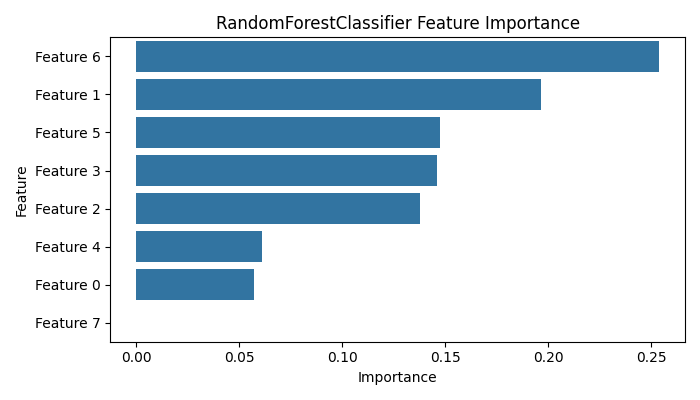 RandomForestClassifier Feature Importance
Feature 6
Feature 1
Feature 5
Feature 3
Feature 2
Feature 4
Feature 0
Feature 7
Feature
0.00 0.05 0.10 0.15 0.20 0.25
Importance